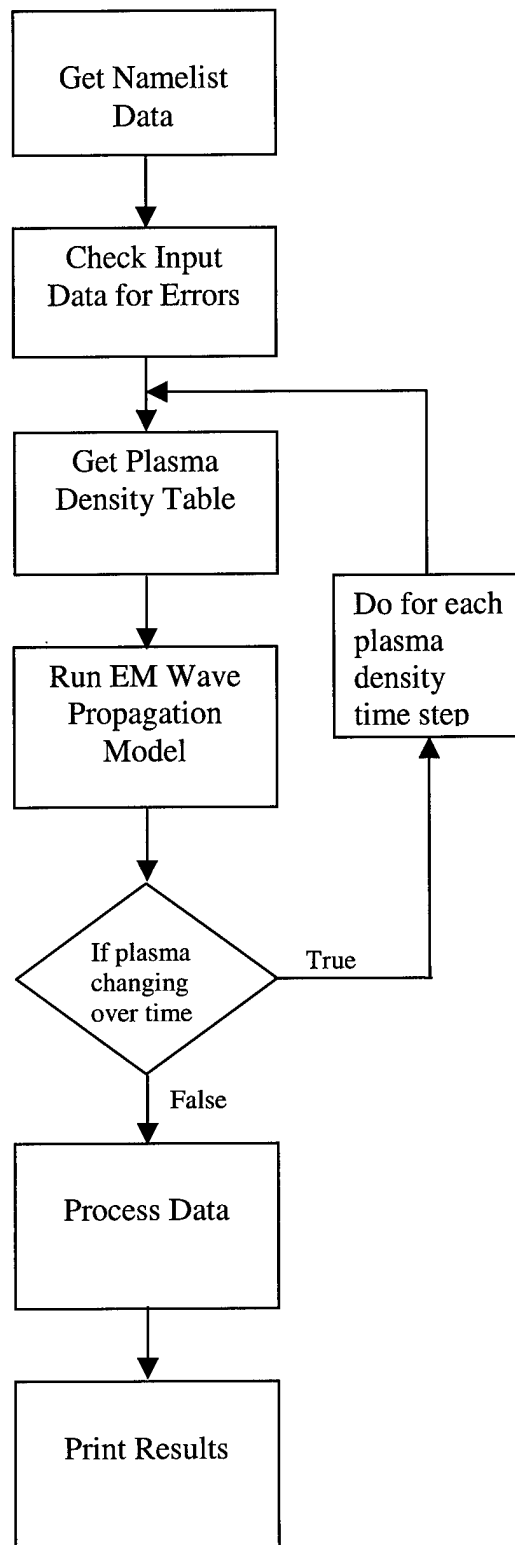 Get Namelist
Data
Check Input
Data for Errors
Get Plasma
Density Table
Do for each
plasma
density
time step
Run EM Wave
Propagation
Model
If plasma
changing
over time
True
False
Process Data
Print Results